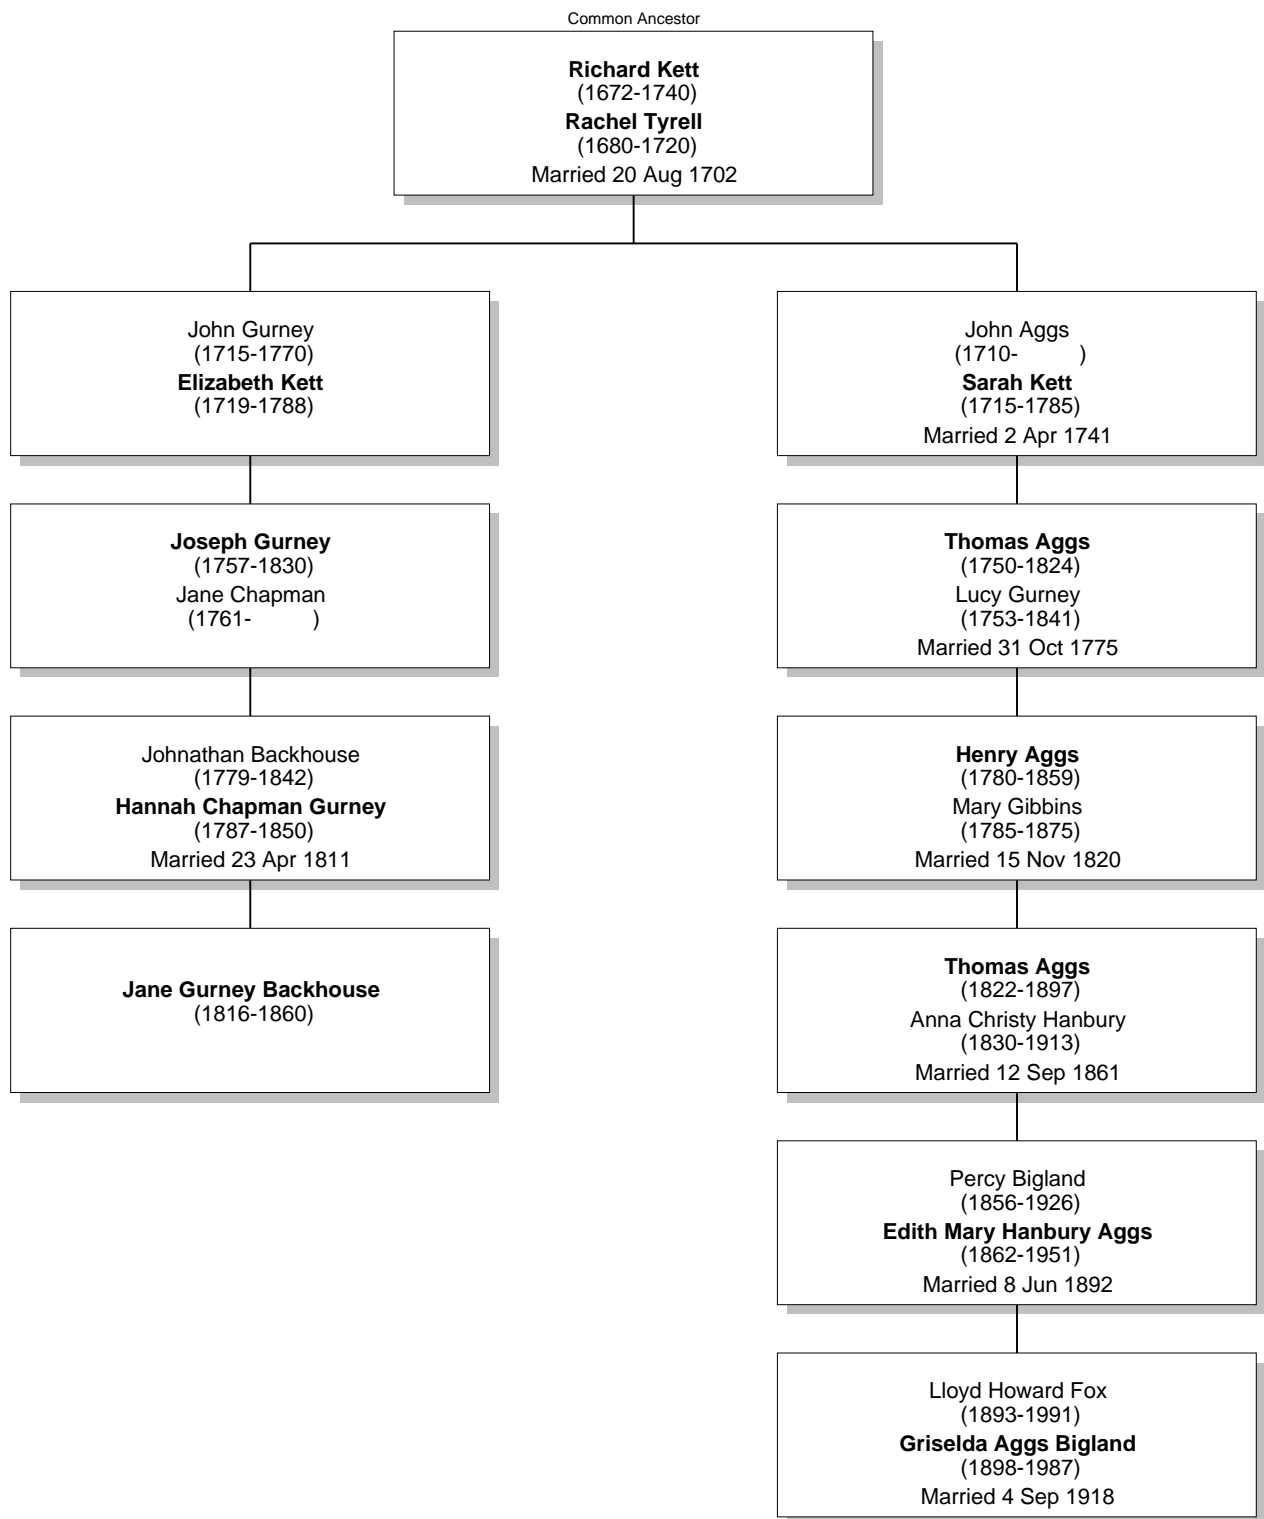 Common Ancestor
Richard Kett
(1672-1740)
Rachel Tyrell
(1680-1720)
Married 20 Aug 1702
John Gurney
(1715-1770)
Elizabeth Kett
(1719-1788)
John Aggs
(1710- )
Sarah Kett
(1715-1785)
Married 2 Apr 1741
Joseph Gurney
(1757-1830)
Jane Chapman
(1761- )
Thomas Aggs
(1750-1824)
Lucy Gurney
(1753-1841)
Married 31 Oct 1775
Johnathan Backhouse
(1779-1842)
Hannah Chapman Gurney
(1787-1850)
Married 23 Apr 1811
Henry Aggs
(1780-1859)
Mary Gibbins
(1785-1875)
Married 15 Nov 1820
Jane Gurney Backhouse
(1816-1860)
Thomas Aggs
(1822-1897)
Anna Christy Hanbury
(1830-1913)
Married 12 Sep 1861
Percy Bigland
(1856-1926)
Edith Mary Hanbury Aggs
(1862-1951)
Married 8 Jun 1892
Lloyd Howard Fox
(1893-1991)
Griselda Aggs Bigland
(1898-1987)
Married 4 Sep 1918